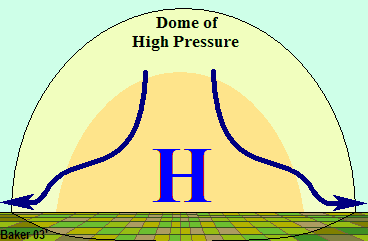 Dome of
High Pressure
H
Baker 03'